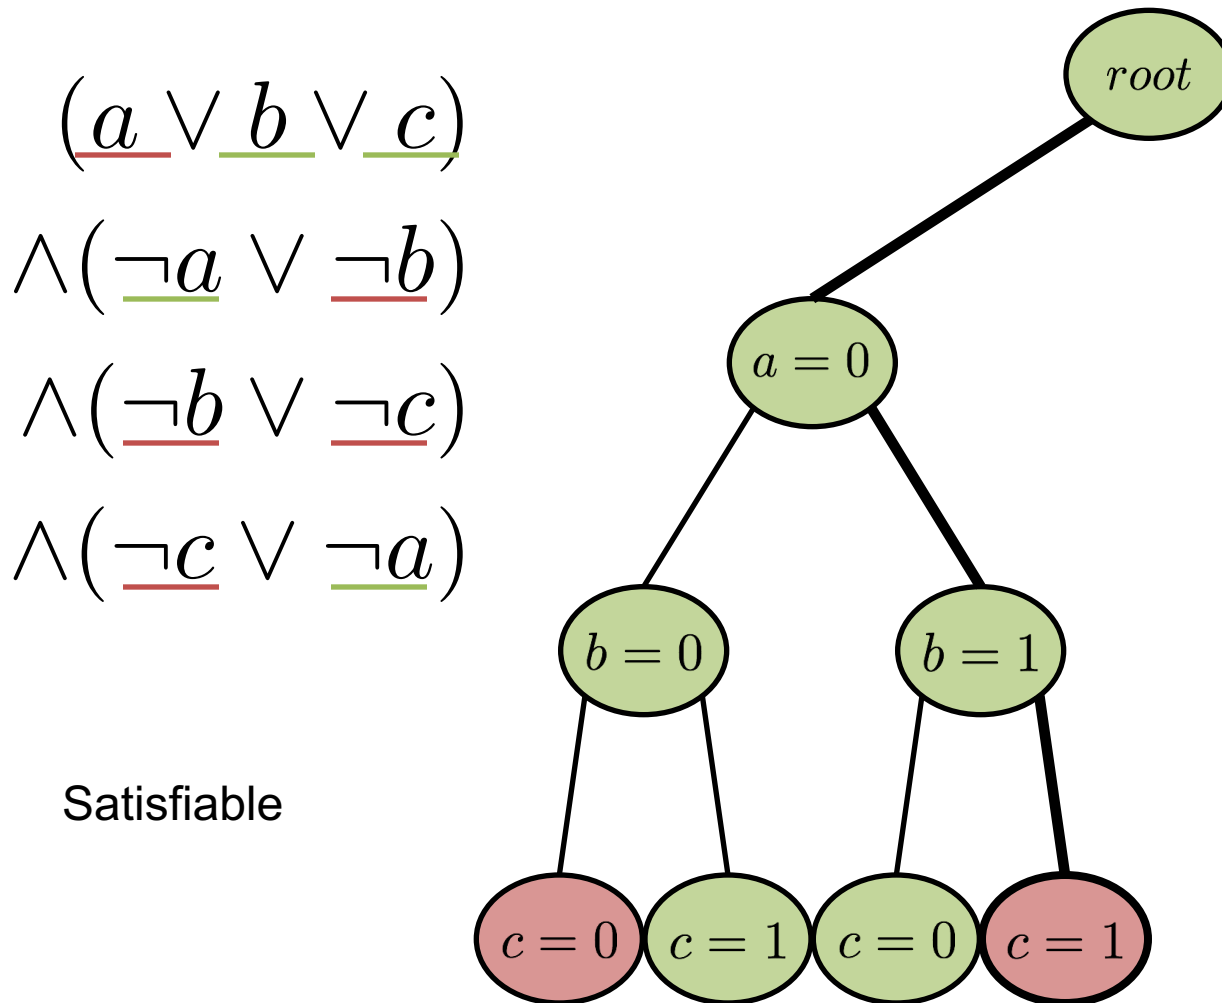 (a ∨ b ∨ c)
∧(¬a ∨ ¬b)
∧(¬b ∨ ¬c)
∧(¬c ∨ ¬a)
Satisfiable
root
a = 0
b = 0
b = 1
c = 0
c = 1
c = 0
c = 1